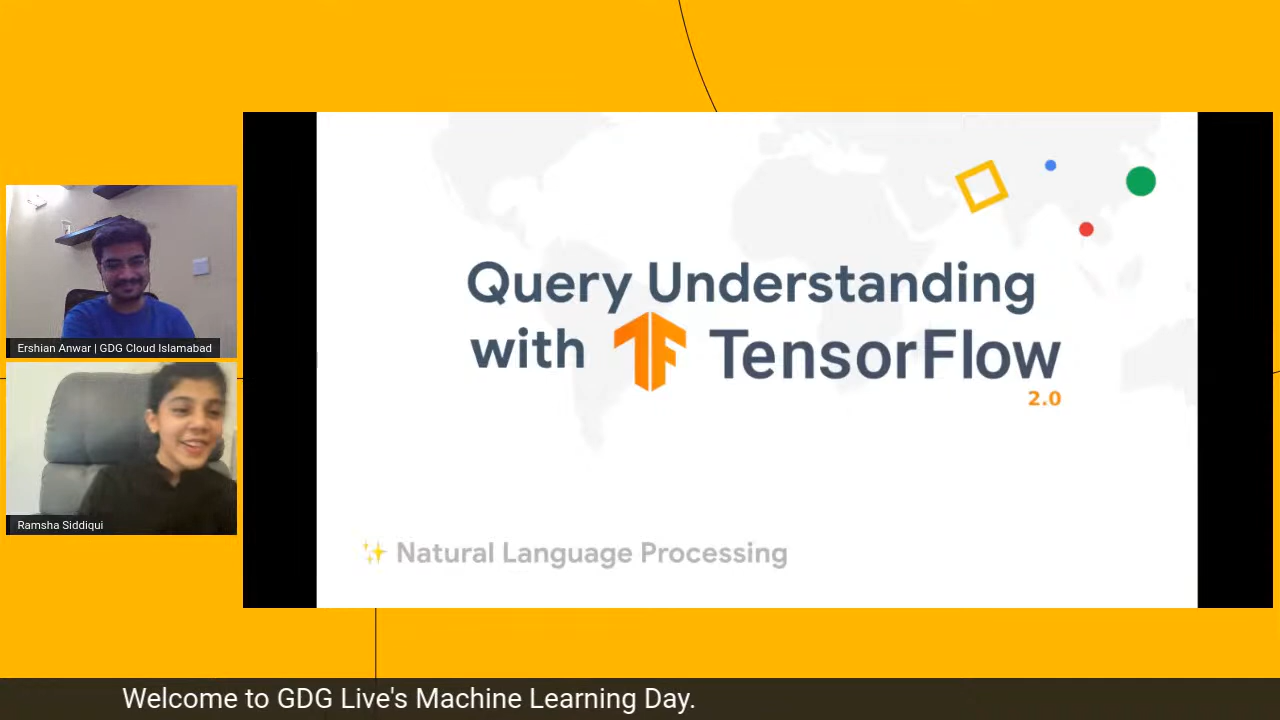 Query Understanding
with TensorFlow
2.0
✨ Natural Language Processing
Ershian Anwar | GDG Cloud Islamabad
Ramsha Siddiqui
Welcome to GDG Live's Machine Learning Day.